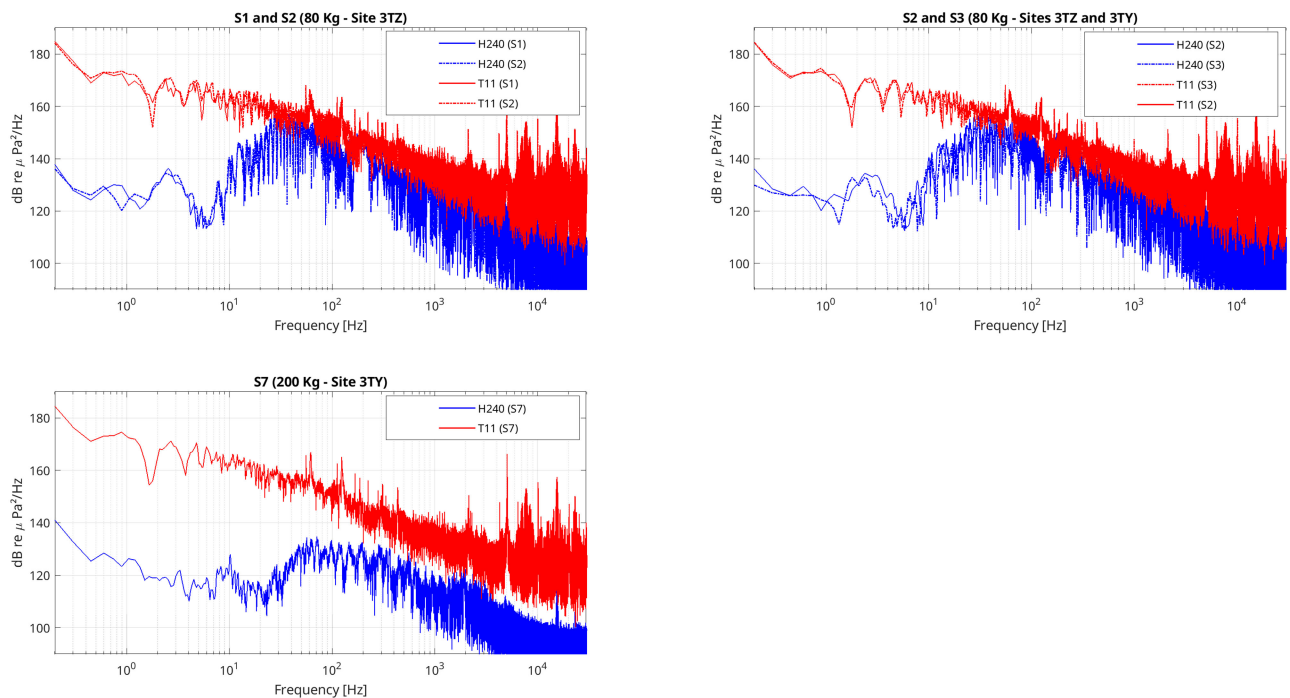 S1 and S2 (80 Kg - Site 3TZ)
H240 (S1)
H240 (S2)
T11 (S1)
T11 (S2)
180
160
140
120
100
dB re μ Pa²/Hz
10⁰
10¹
10²
10³
10⁴
Frequency [Hz]
S2 and S3 (80 Kg - Sites 3TZ and 3TY)
H240 (S2)
H240 (S3)
T11 (S3)
T11 (S2)
180
160
140
120
100
dB re μ Pa²/Hz
10⁰
10¹
10²
10³
10⁴
Frequency [Hz]
S7 (200 Kg - Site 3TY)
H240 (S7)
T11 (S7)
180
160
140
120
100
dB re μ Pa²/Hz
10⁰
10¹
10²
10³
10⁴
Frequency [Hz]